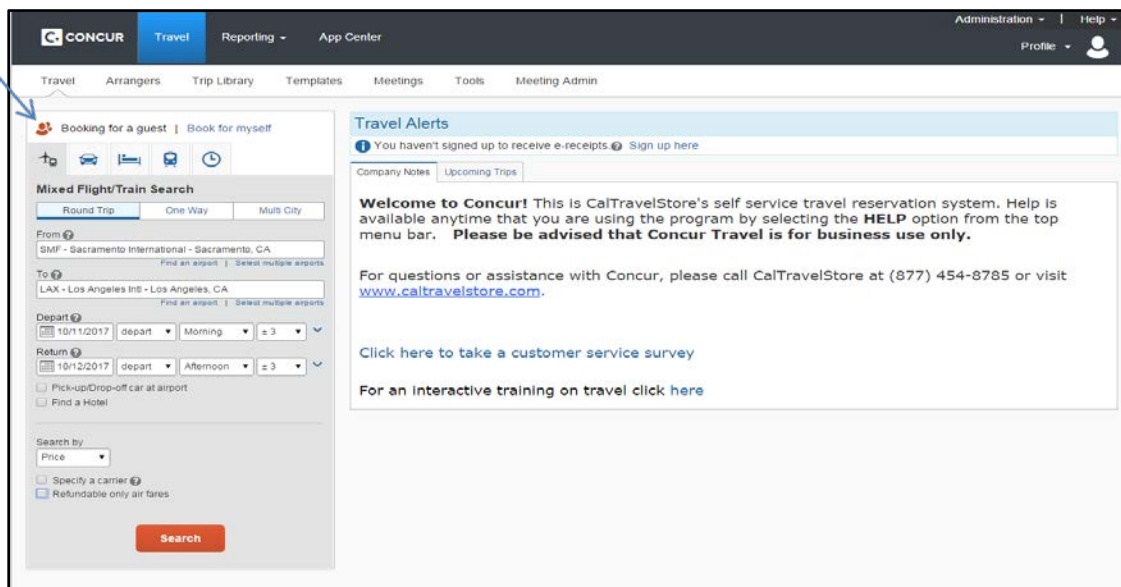 Administration | Help
C. CONCUR Travel Reporting App Center
Profile
Travel Arrangers Trip Library Templates Meetings Tools Meeting Admin
Booking for a guest | Book for myself
Mixed Flight/Train Search
Round Trip One Way Multi City
From
SMF - Sacramento International - Sacramento, CA
Find an airport | Select multiple airports
To
LAX - Los Angeles Intl - Los Angeles, CA
Find an airport | Select multiple airports
Depart
10/11/2017 depart Morning ± 3
Return
10/12/2017 depart Afternoon ± 3
Pick-up/Drop-off car at airport
Find a Hotel
Search by
Price
Specify a carrier
Refundable only air fares
Search
Travel Alerts
You haven't signed up to receive e-receipts. Sign up here
Company Notes Upcoming Trips
Welcome to Concur! This is CalTravelStore's self service travel reservation system. Help is
available anytime that you are using the program by selecting the HELP option from the top
menu bar. Please be advised that Concur Travel is for business use only.
For questions or assistance with Concur, please call CalTravelStore at (877) 454-8785 or visit
www.caltravelstore.com.
Click here to take a customer service survey
For an interactive training on travel click here